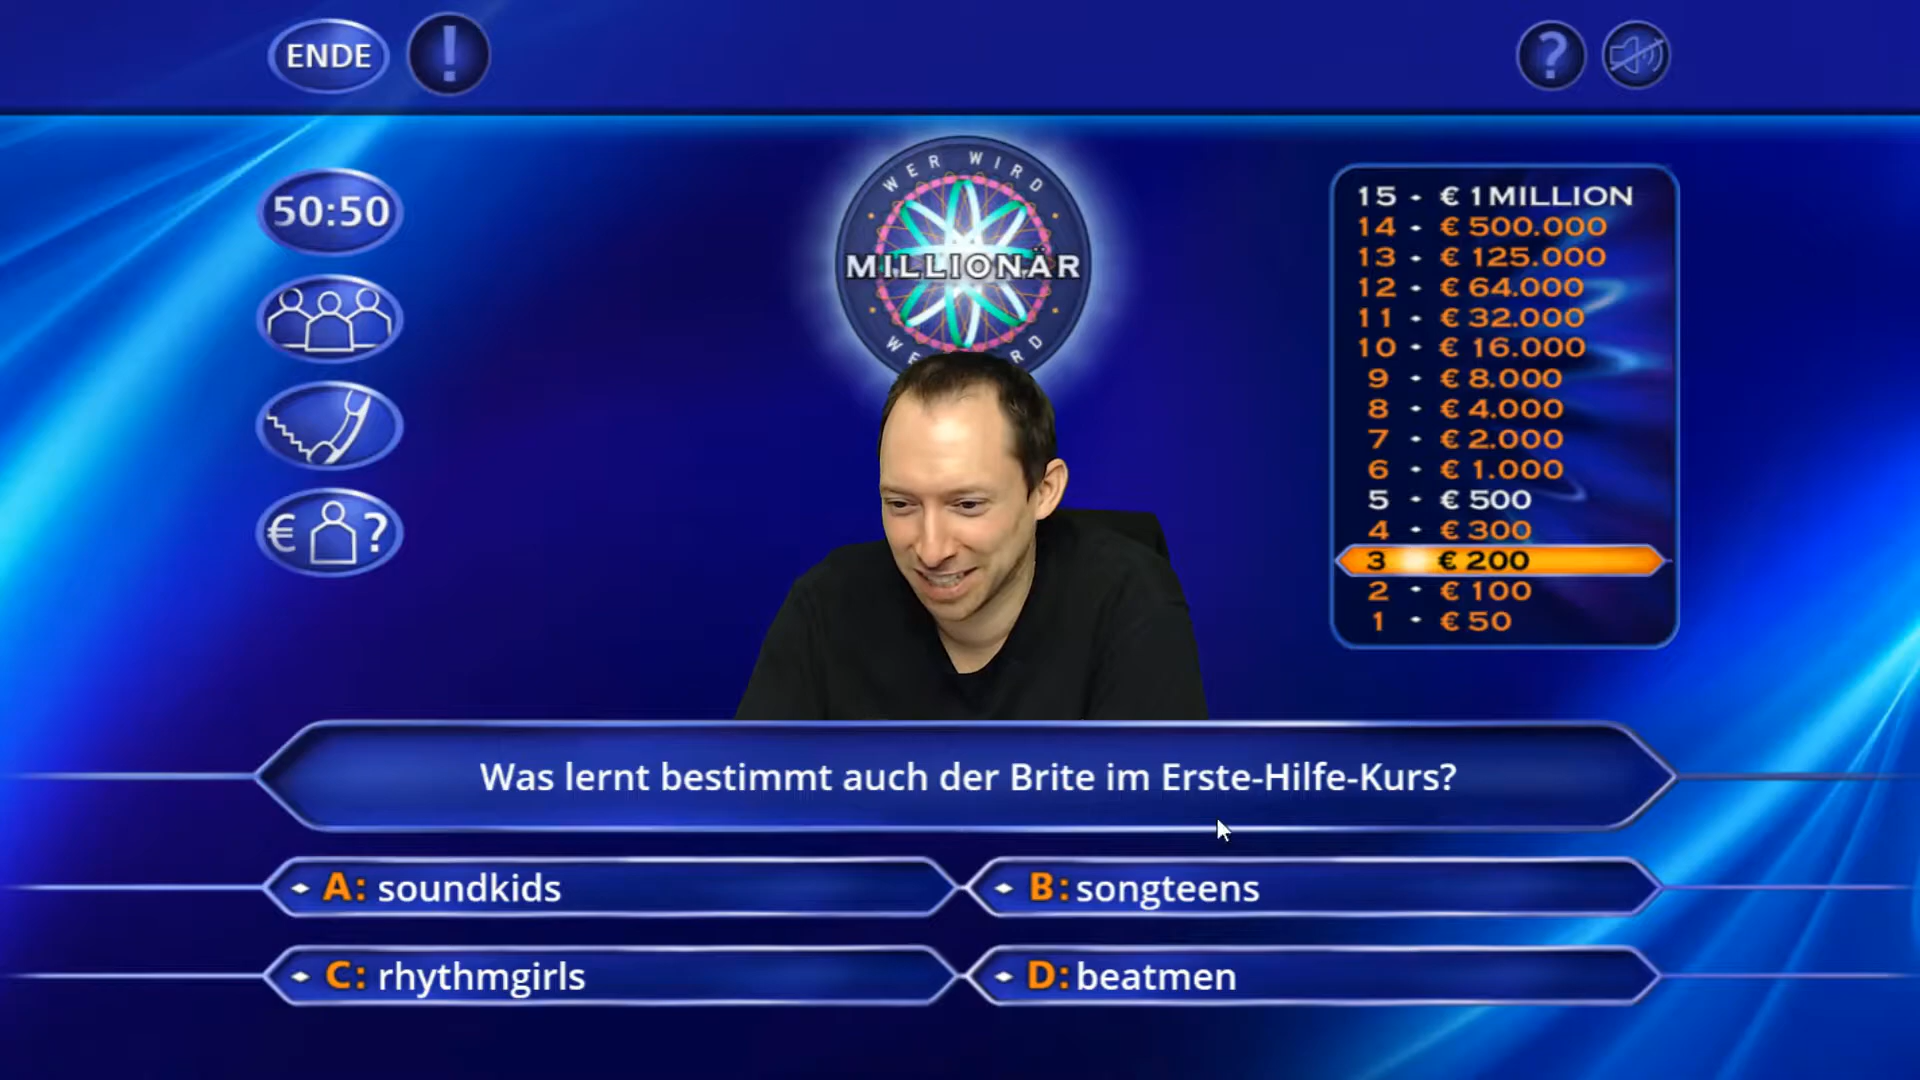 ENDE
!
?
50:50
€ ?
WER WIRD
MILLIONÄR
15 · € 1 MILLION
14 · € 500.000
13 · € 125.000
12 · € 64.000
11 · € 32.000
10 · € 16.000
9 · € 8.000
8 · € 4.000
7 · € 2.000
6 · € 1.000
5 · € 500
4 · € 300
3 € 200
2 · € 100
1 · € 50
Was lernt bestimmt auch der Brite im Erste-Hilfe-Kurs?
A: soundkids
B: songteens
C: rhythmgirls
D: beatmen